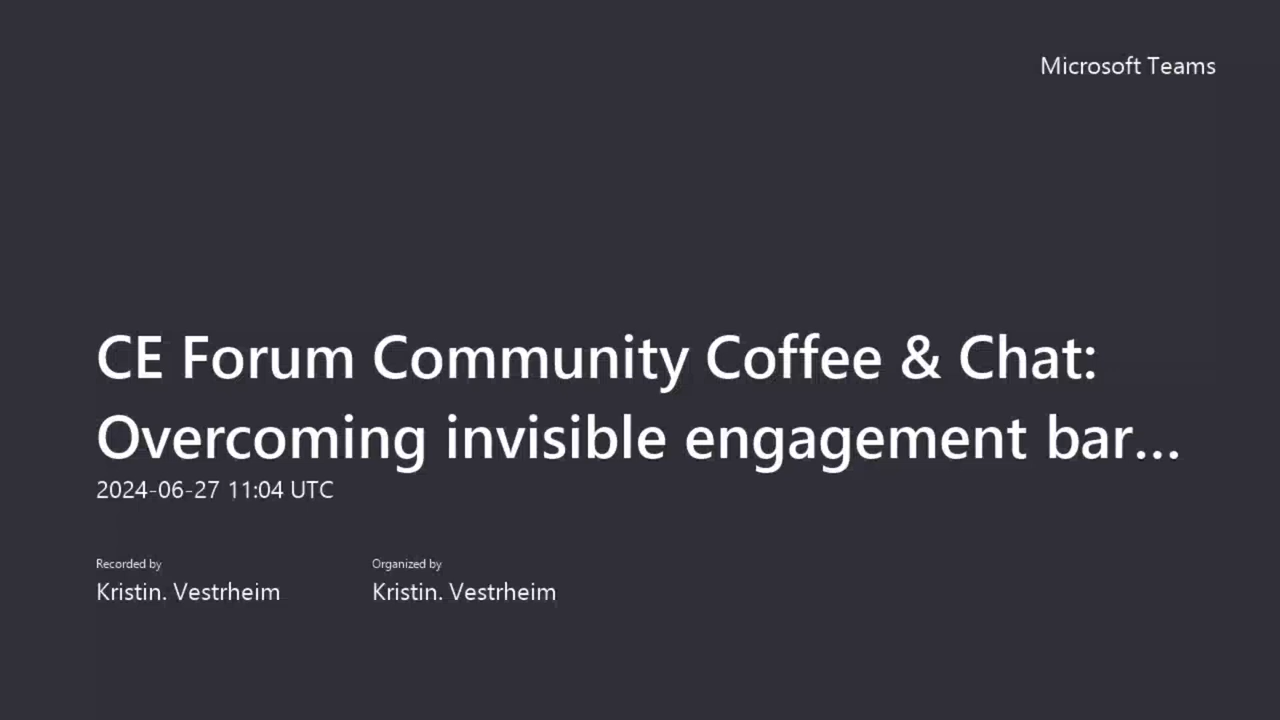 Microsoft Teams
CE Forum Community Coffee & Chat:
Overcoming invisible engagement bar...
2024-06-27 11:04 UTC
Recorded by
Kristin. Vestrheim
Organized by
Kristin. Vestrheim